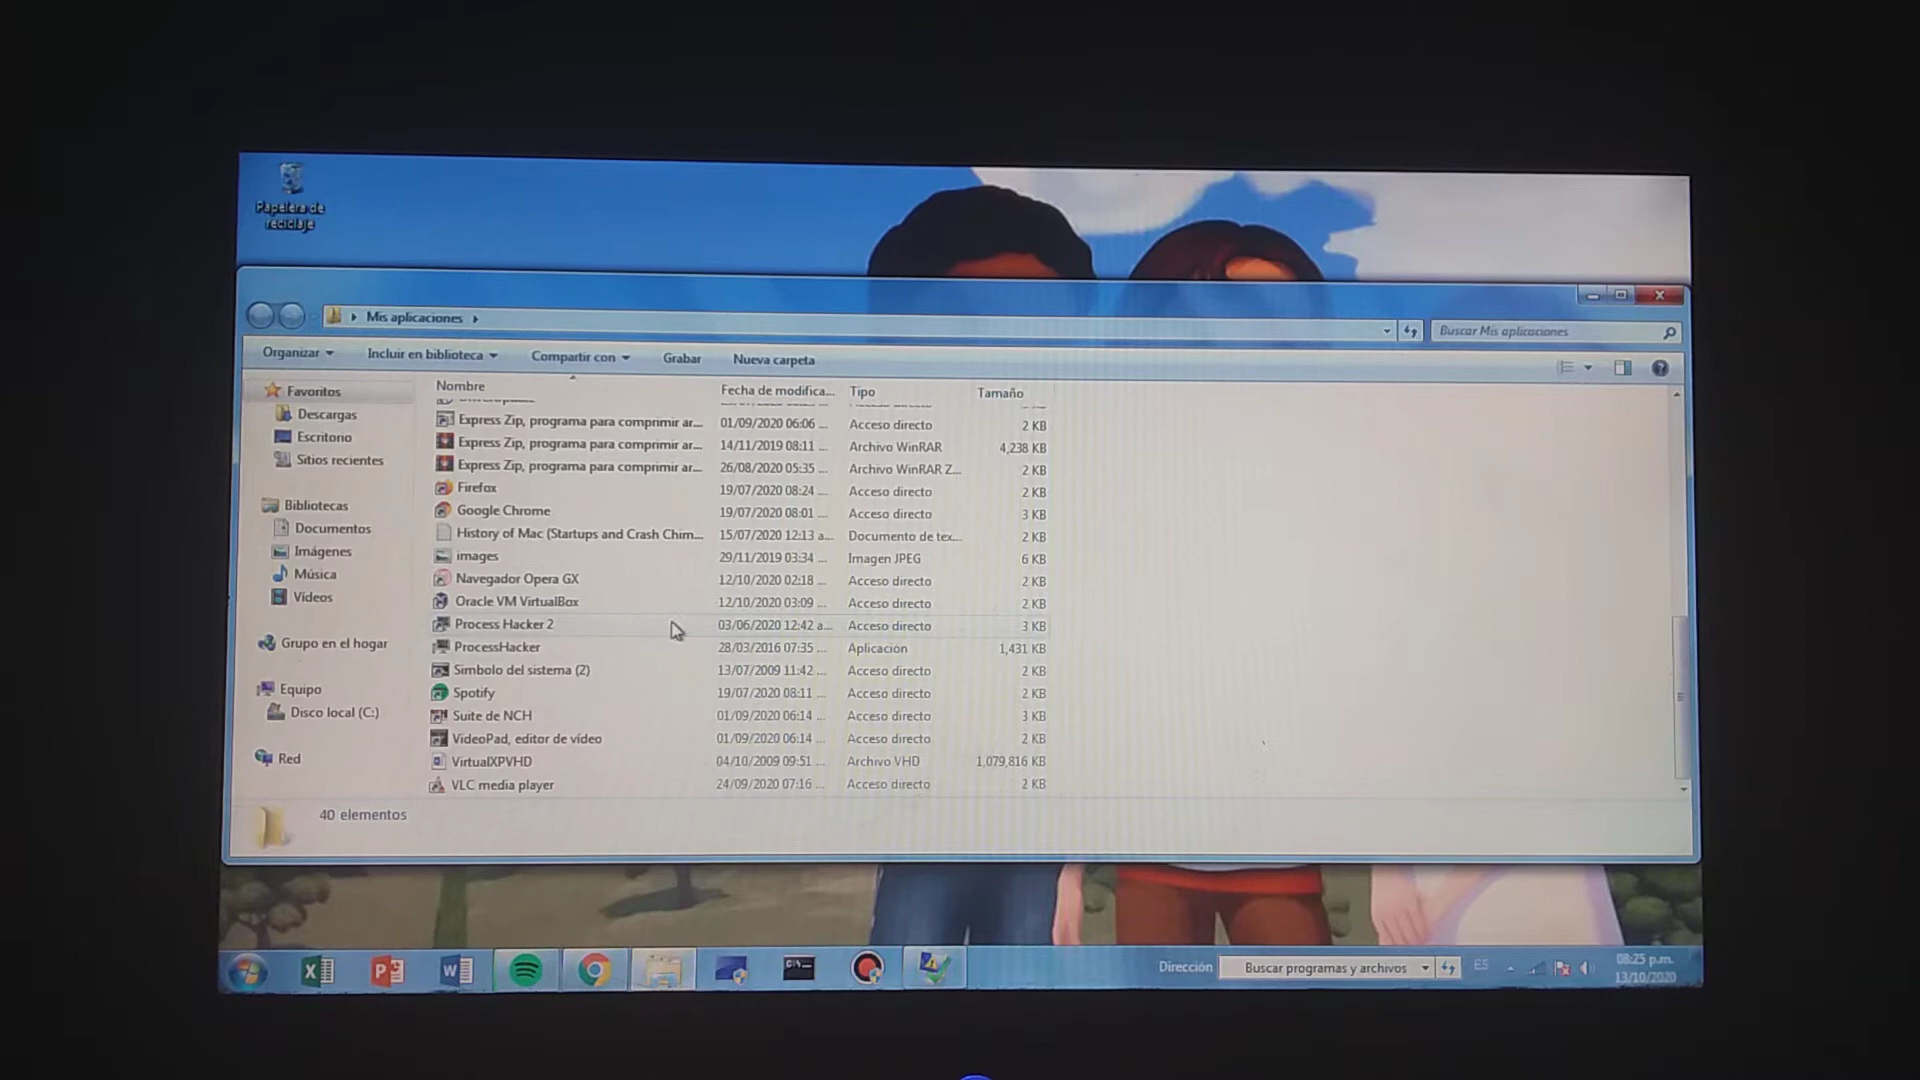 Papelera de
reciclaje
Mis aplicaciones
Buscar Mis aplicaciones
Organizar
Incluir en biblioteca
Compartir con
Grabar
Nueva carpeta
Nombre
Fecha de modifica...
Tipo
Tamaño
Favoritos
Descargas
Escritorio
Sitios recientes
Bibliotecas
Documentos
Imágenes
Música
Vídeos
Grupo en el hogar
Equipo
Disco local (C:)
Red
Express Zip, programa para comprimir ar... 01/09/2020 06:06 ... Acceso directo 2 KB
Express Zip, programa para comprimir ar... 14/11/2019 08:11 ... Archivo WinRAR 4,238 KB
Express Zip, programa para comprimir ar... 26/08/2020 05:35 ... Archivo WinRAR Z... 2 KB
Firefox 19/07/2020 08:24 ... Acceso directo 2 KB
Google Chrome 19/07/2020 08:01 ... Acceso directo 3 KB
History of Mac (Startups and Crash Chim... 15/07/2020 12:13 a... Documento de tex... 2 KB
images 29/11/2019 03:34 ... Imagen JPEG 6 KB
Navegador Opera GX 12/10/2020 02:18 ... Acceso directo 2 KB
Oracle VM VirtualBox 12/10/2020 03:09 ... Acceso directo 2 KB
Process Hacker 2 03/06/2020 12:42 a... Acceso directo 3 KB
ProcessHacker 28/03/2016 07:35 ... Aplicación 1,431 KB
Símbolo del sistema (2) 13/07/2009 11:42 ... Acceso directo 2 KB
Spotify 19/07/2020 08:11 ... Acceso directo 2 KB
Suite de NCH 01/09/2020 06:14 ... Acceso directo 3 KB
VideoPad, editor de vídeo 01/09/2020 06:14 ... Acceso directo 2 KB
VirtualXPVHD 04/10/2009 09:51 ... Archivo VHD 1,079,816 KB
VLC media player 24/09/2020 07:16 ... Acceso directo 2 KB
40 elementos
Dirección
Buscar programas y archivos
ES
08:25 p.m.
13/10/2020